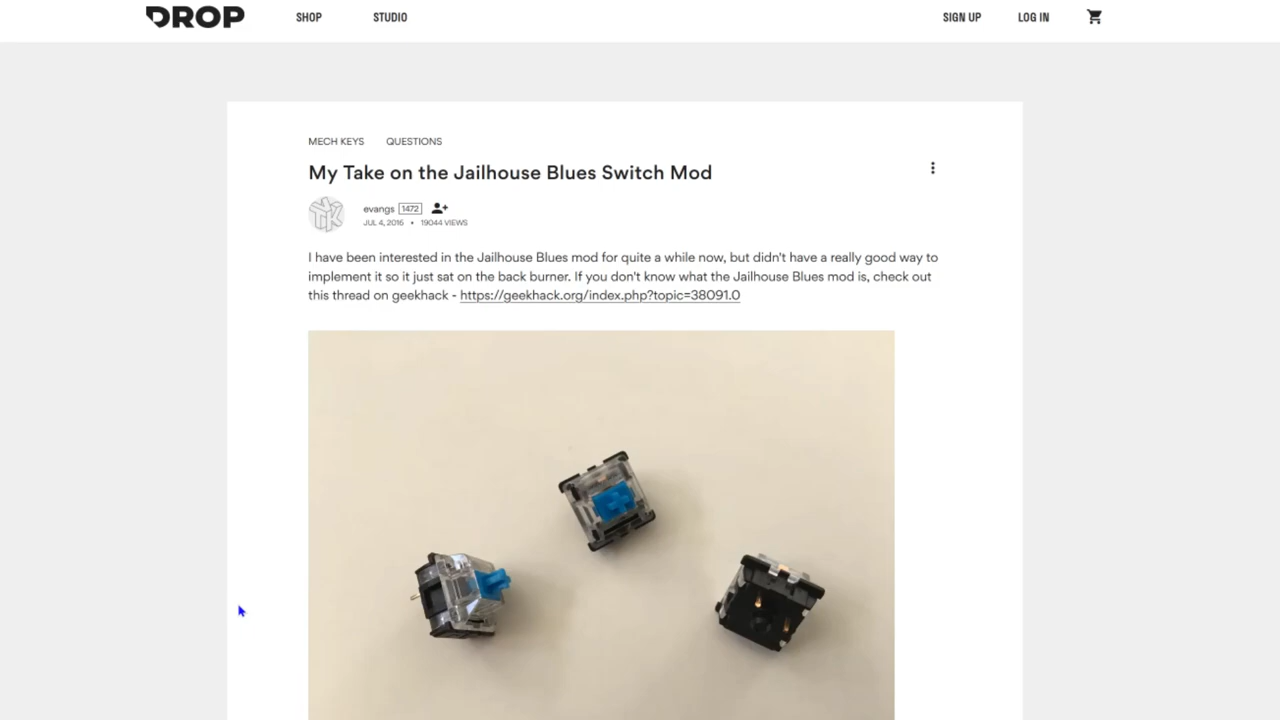 DROP SHOP STUDIO SIGN UP LOG IN
MECH KEYS QUESTIONS
My Take on the Jailhouse Blues Switch Mod
evangs 1472
JUL 4, 2016 • 19044 VIEWS
I have been interested in the Jailhouse Blues mod for quite a while now, but didn't have a really good way to
implement it so it just sat on the back burner. If you don't know what the Jailhouse Blues mod is, check out
this thread on geekhack - https://geekhack.org/index.php?topic=38091.0